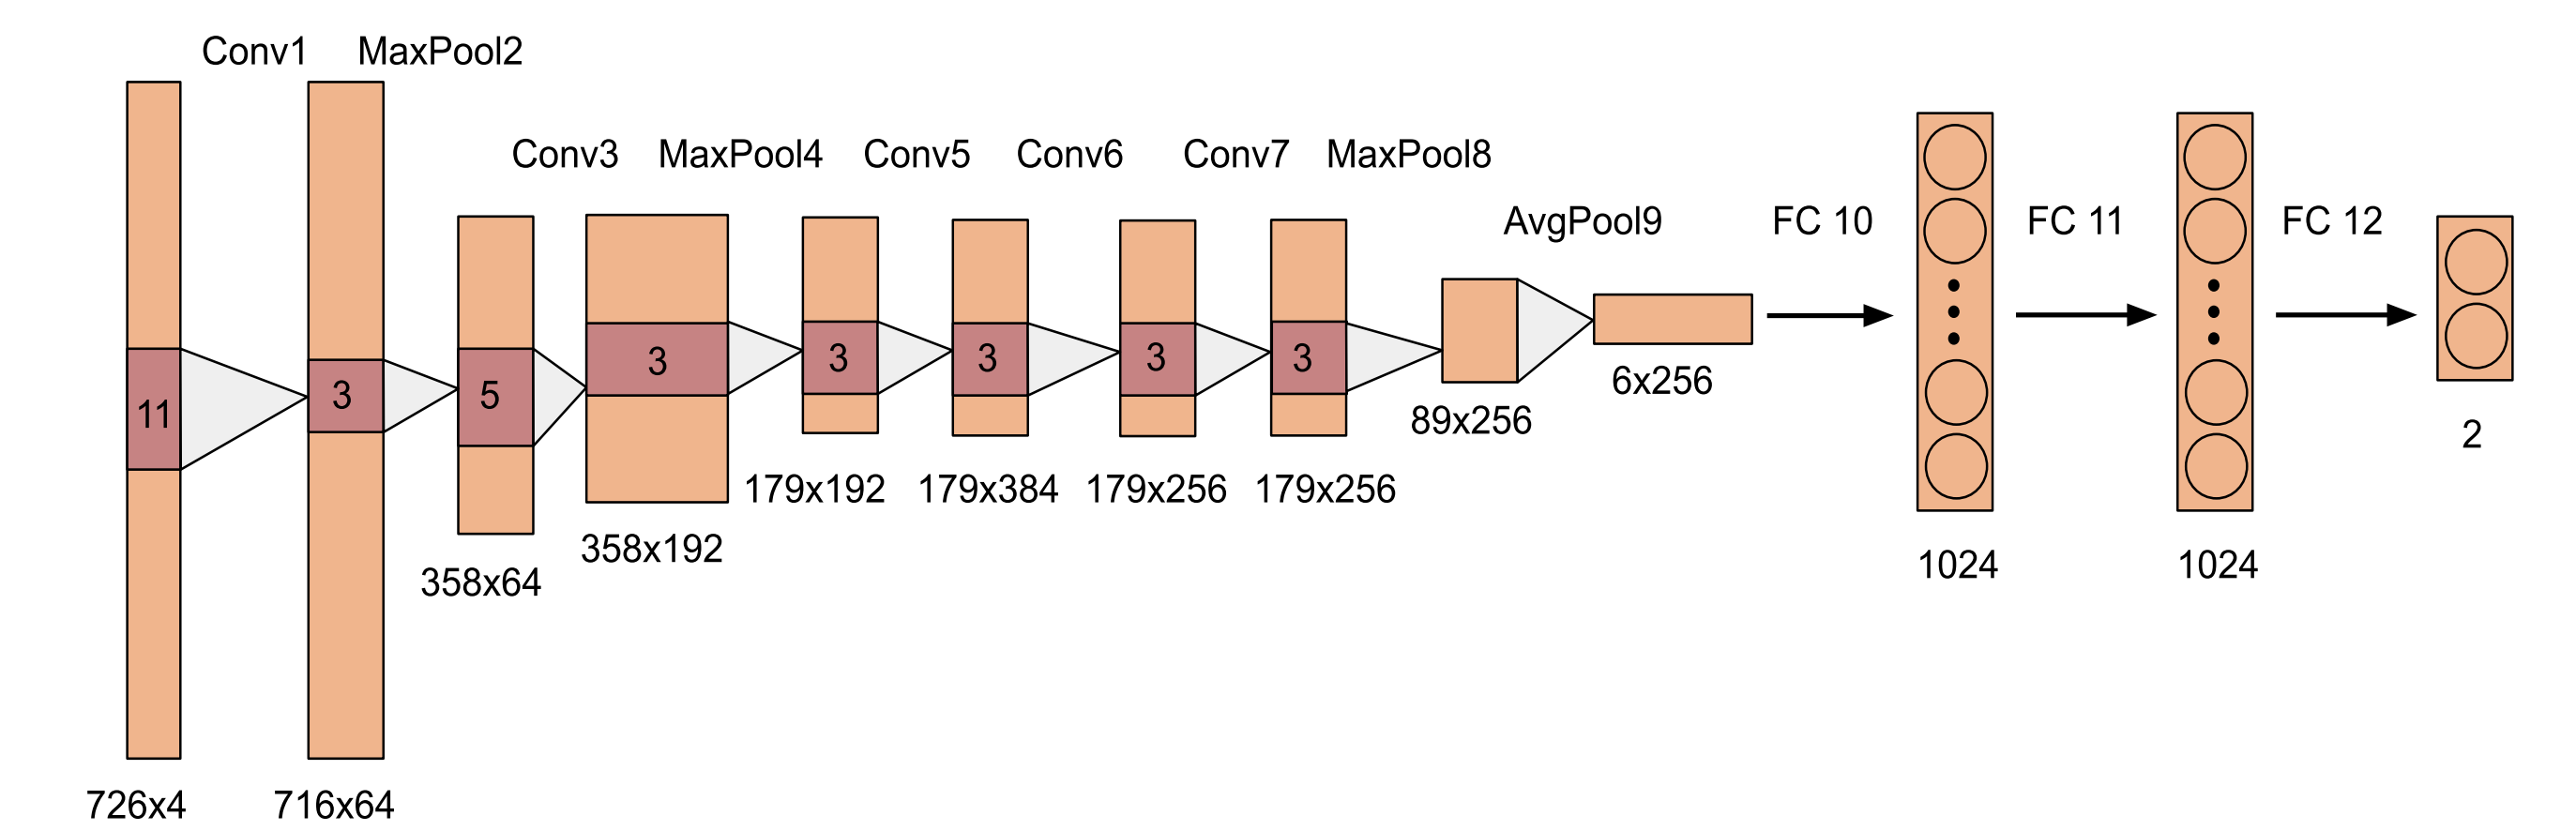 Conv1
MaxPool2
Conv3
MaxPool4
Conv5
Conv6
Conv7
MaxPool8
AvgPool9
FC 10
FC 11
FC 12
11
3
5
3
3
3
3
3
726x4
716x64
358x64
358x192
179x192
179x384
179x256
179x256
89x256
6x256
1024
1024
2